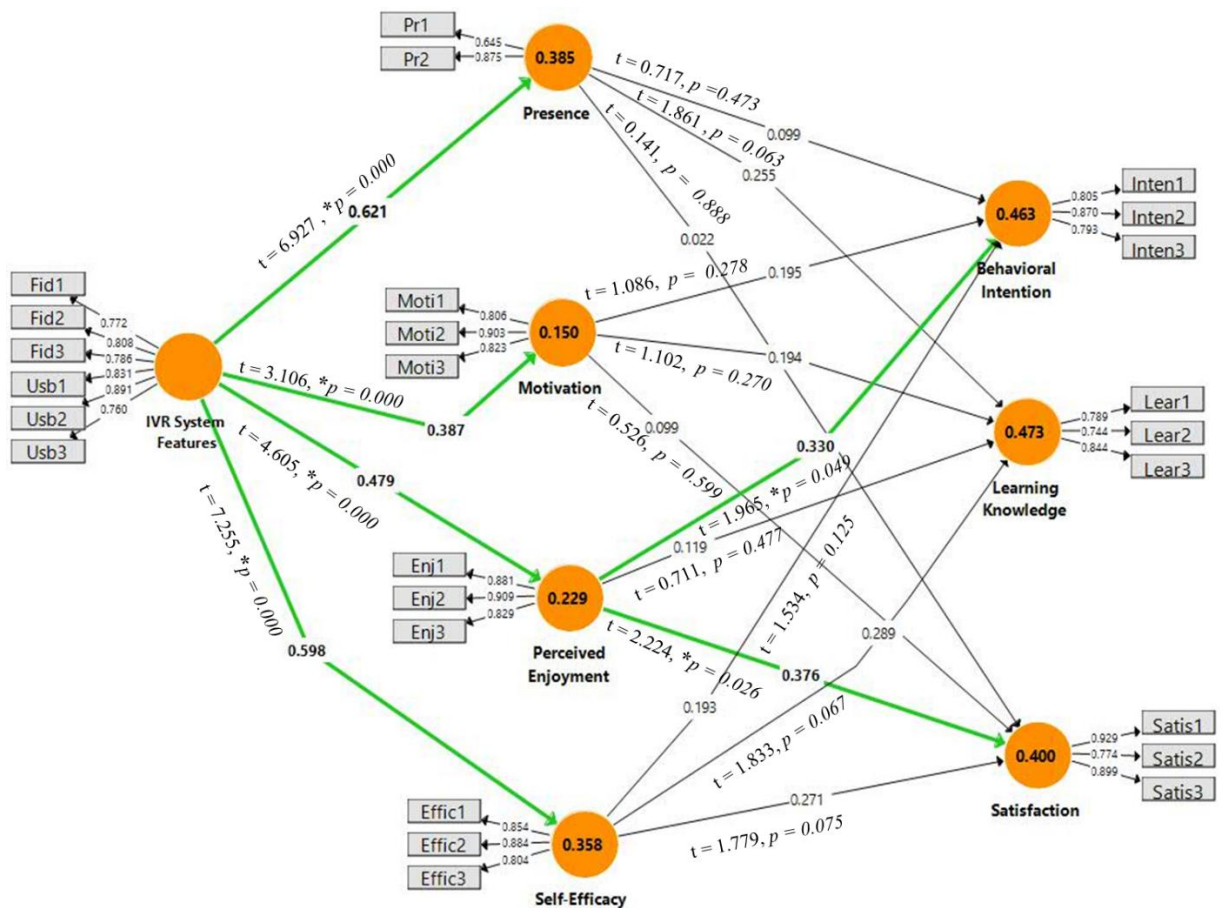 Pr1
0.645
Pr2
0.875
0.385
Presence
t = 0.717, p =0.473
0.099
t = 1.861, p = 0.063
0.255
t = 0.141, p = 0.888
0.022
t = 6.927, *p = 0.000
0.621
Fid1
Fid2
Fid3
Usb1
Usb2
Usb3
0.772
0.808
0.786
0.831
0.891
0.760
IVR System
Features
t = 3.106, *p = 0.000
0.387
t = 4.605, *p = 0.000
0.479
t = 7.255, *p = 0.000
0.598
Moti1
Moti2
Moti3
0.806
0.903
0.823
0.150
Motivation
t = 1.086, p = 0.278
0.195
t = 1.102, p = 0.270
0.194
t = 0.526, p = 0.599
0.099
Enj1
Enj2
Enj3
0.881
0.909
0.829
0.229
Perceived
Enjoyment
0.330
t = 1.965, *p = 0.049
0.119
t = 0.711, p = 0.477
t = 2.224, *p = 0.026
0.376
Effic1
Effic2
Effic3
0.854
0.884
0.804
0.358
Self-Efficacy
t = 1.534, p = 0.125
0.193
0.289
t = 1.833, p = 0.067
0.271
t = 1.779, p = 0.075
0.463
Behavioral
Intention
0.805
0.870
0.793
Inten1
Inten2
Inten3
0.473
Learning
Knowledge
0.789
0.744
0.844
Lear1
Lear2
Lear3
0.400
Satisfaction
0.929
0.774
0.899
Satis1
Satis2
Satis3